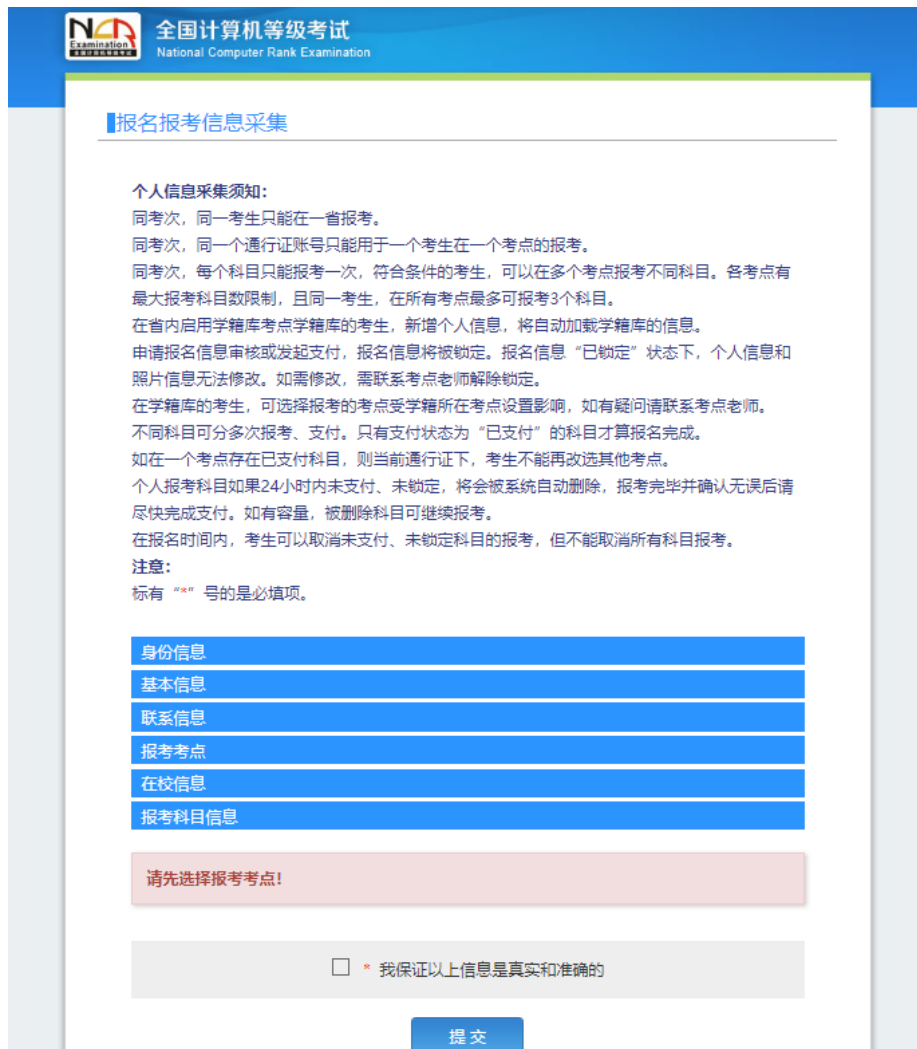 NCR
Examination
全国计算机等级考试
全国计算机等级考试
National Computer Rank Examination
报名报考信息采集
个人信息采集须知：
同考次，同一考生只能在一省报考。
同考次，同一个通行证账号只能用于一个考生在一个考点的报考。
同考次，每个科目只能报考一次，符合条件的考生，可以在多个考点报考不同科目。各考点有
最大报考科目数限制，且同一考生，在所有考点最多可报考3个科目。
在省内启用学籍库考点学籍库的考生，新增个人信息，将自动加载学籍库的信息。
申请报名信息审核或发起支付，报名信息将被锁定。报名信息“已锁定”状态下，个人信息和
照片信息无法修改。如需修改，需联系考点老师解除锁定。
在学籍库的考生，可选择报考的考点受学籍所在考点设置影响，如有疑问请联系考点老师。
不同科目可分多次报考、支付。只有支付状态为“已支付”的科目才算报名完成。
如在一个考点存在已支付科目，则当前通行证下，考生不能再改选其他考点。
个人报考科目如果24小时内未支付、未锁定，将会被系统自动删除，报考完毕并确认无误后请
尽快完成支付。如有容量，被删除科目可继续报考。
在报名时间内，考生可以取消未支付、未锁定科目的报考，但不能取消所有科目报考。
注意：
标有“*”号的是必填项。
身份信息
基本信息
联系信息
报考考点
在校信息
报考科目信息
请先选择报考考点！
* 我保证以上信息是真实和准确的
提 交